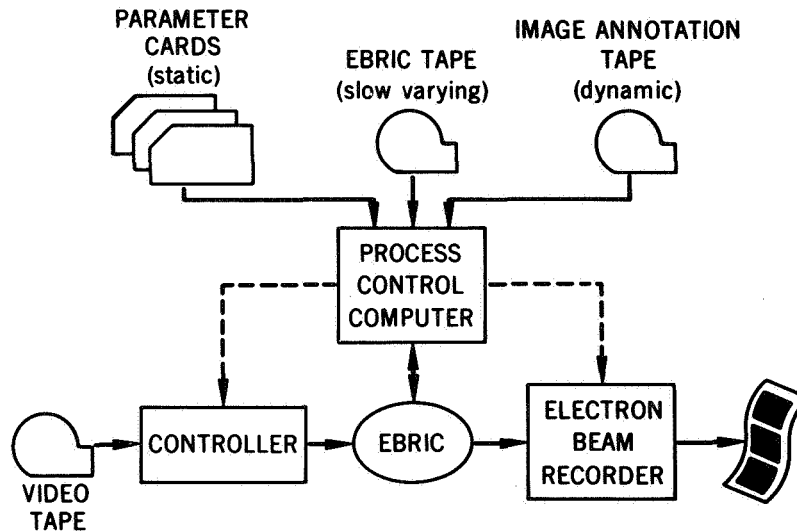 PARAMETER
CARDS
(static)
EBRIC TAPE
(slow varying)
IMAGE ANNOTATION
TAPE
(dynamic)
PROCESS
CONTROL
COMPUTER
VIDEO
TAPE
CONTROLLER
EBRIC
ELECTRON
BEAM
RECORDER